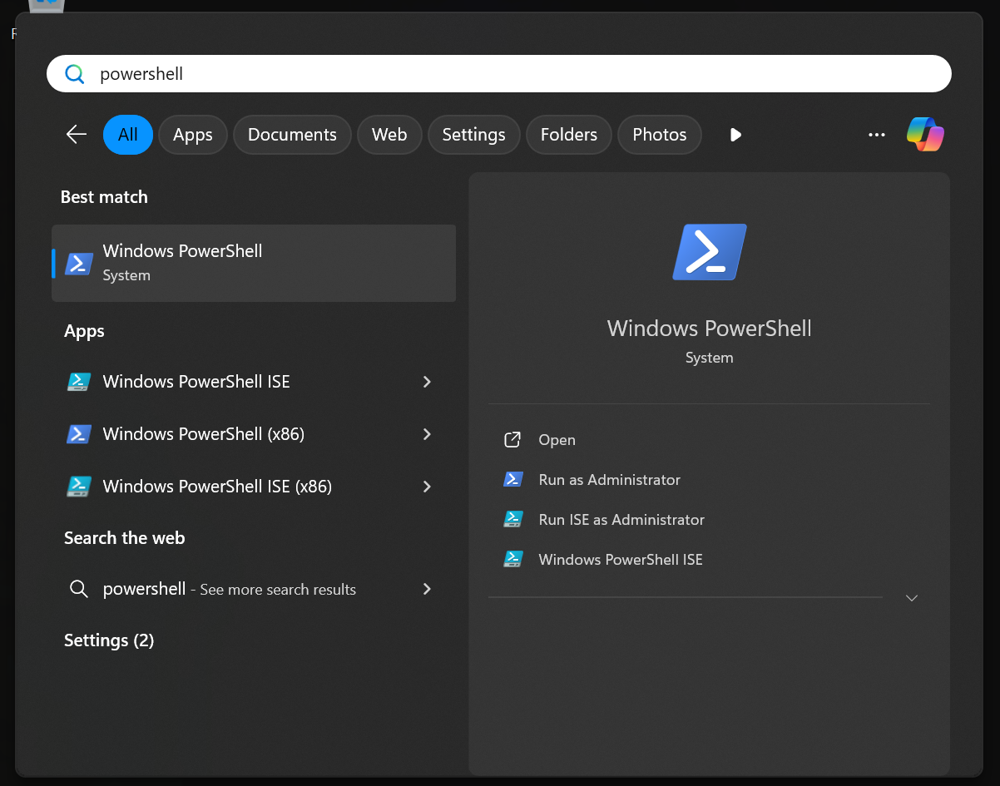 powershell
All Apps Documents Web Settings Folders Photos
Best match
Windows PowerShell
System
Apps
Windows PowerShell ISE
Windows PowerShell (x86)
Windows PowerShell ISE (x86)
Search the web
powershell - See more search results
Settings (2)
Windows PowerShell
System
Open
Run as Administrator
Run ISE as Administrator
Windows PowerShell ISE